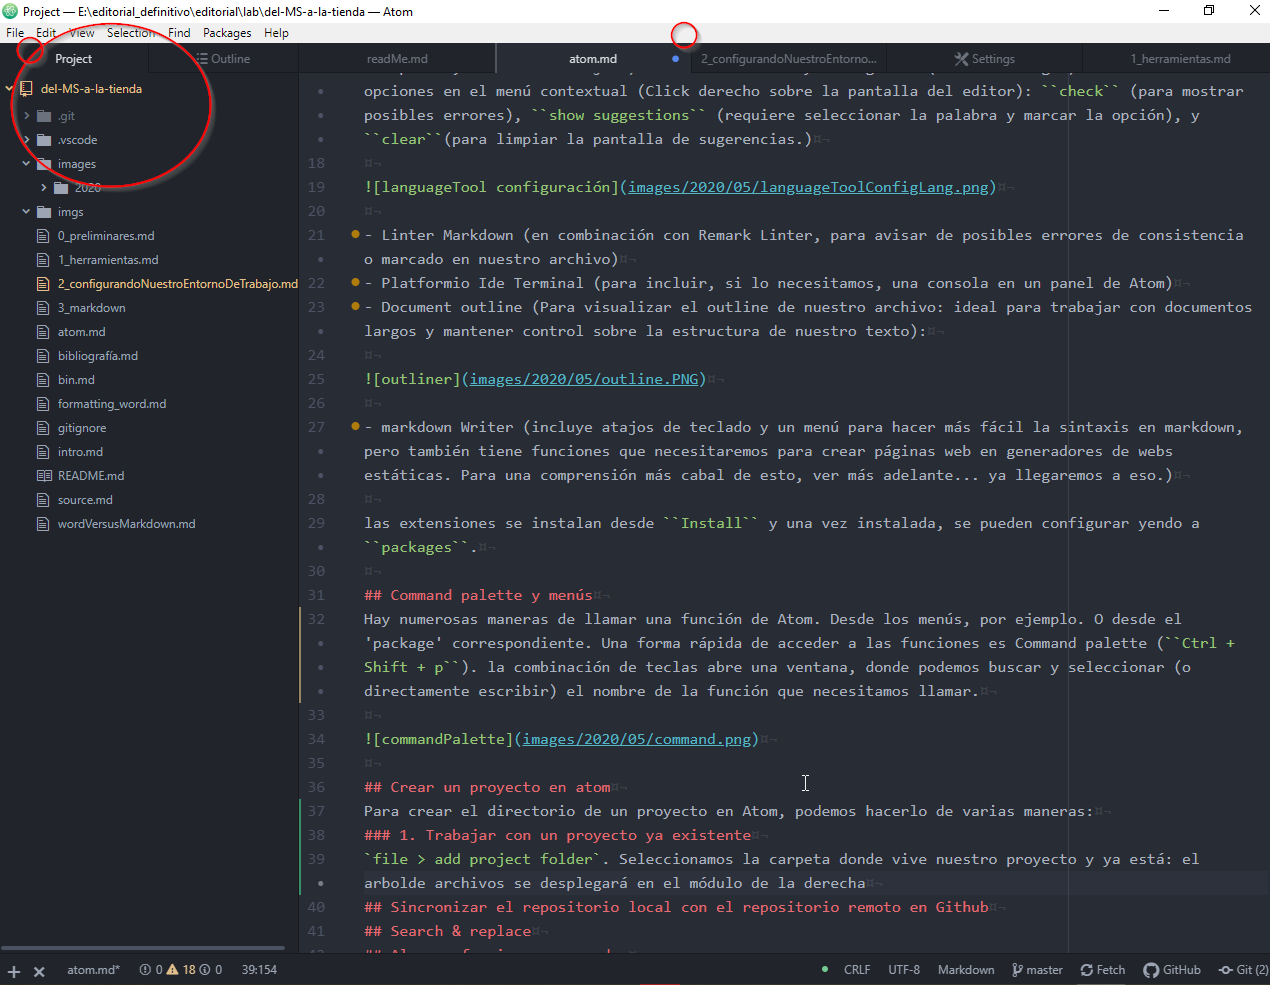 Project — E:\editorial_definitivo\editorial\lab\del-MS-a-la-tienda — Atom
File Edit View Selection Find Packages Help
Project Outline readMe.md atom.md 2_configurandoNuestroEntorno... Settings 1_herramientas.md
del-MS-a-la-tienda
.git
.vscode
images
2020
imgs
0_preliminares.md
1_herramientas.md
2_configurandoNuestroEntornoDeTrabajo.md
3_markdown
atom.md
bibliografía.md
bin.md
formatting_word.md
gitignore
intro.md
README.md
source.md
wordVersusMarkdown.md
opciones en el menú contextual (Click derecho sobre la pantalla del editor): ``check`` (para mostrar
posibles errores), ``show suggestions`` (requiere seleccionar la palabra y marcar la opción), y
``clear``(para limpiar la pantalla de sugerencias.)¤¬
18 ¤¬
19 ![languageTool configuración](images/2020/05/languageToolConfigLang.png)¤¬
20 ¤¬
21 - Linter Markdown (en combinación con Remark Linter, para avisar de posibles errores de consistencia
o marcado en nuestro archivo)¤¬
22 - Platformio Ide Terminal (para incluir, si lo necesitamos, una consola en un panel de Atom)¤¬
23 - Document outline (Para visualizar el outline de nuestro archivo: ideal para trabajar con documentos
largos y mantener control sobre la estructura de nuestro texto):¤¬
24 ¤¬
25 ![outliner](images/2020/05/outline.PNG)¤¬
26 ¤¬
27 - markdown Writer (incluye atajos de teclado y un menú para hacer más fácil la sintaxis en markdown,
pero también tiene funciones que necesitaremos para crear páginas web en generadores de webs
estáticas. Para una comprensión más cabal de esto, ver más adelante... ya llegaremos a eso.)¤¬
28 ¤¬
29 las extensiones se instalan desde ``Install`` y una vez instalada, se pueden configurar yendo a
``packages``.¤¬
30 ¤¬
31 ## Command palette y menús¤¬
32 Hay numerosas maneras de llamar una función de Atom. Desde los menús, por ejemplo. O desde el
'package' correspondiente. Una forma rápida de acceder a las funciones es Command palette (``Ctrl +
Shift + p``). la combinación de teclas abre una ventana, donde podemos buscar y seleccionar (o
directamente escribir) el nombre de la función que necesitamos llamar.¤¬
33 ¤¬
34 ![commandPalette](images/2020/05/command.png)¤¬
35 ¤¬
36 ## Crear un proyecto en atom¤¬
37 Para crear el directorio de un proyecto en Atom, podemos hacerlo de varias maneras:¤¬
38 ### 1. Trabajar con un proyecto ya existente¤¬
39 `file > add project folder`. Seleccionamos la carpeta donde vive nuestro proyecto y ya está: el
arbolde archivos se desplegará en el módulo de la derecha¤¬
40 ## Sincronizar el repositorio local con el repositorio remoto en Github¤¬
41 ## Search & replace¤¬
atom.md* 0 18 0 39:154 CRLF UTF-8 Markdown master Fetch GitHub Git (2)